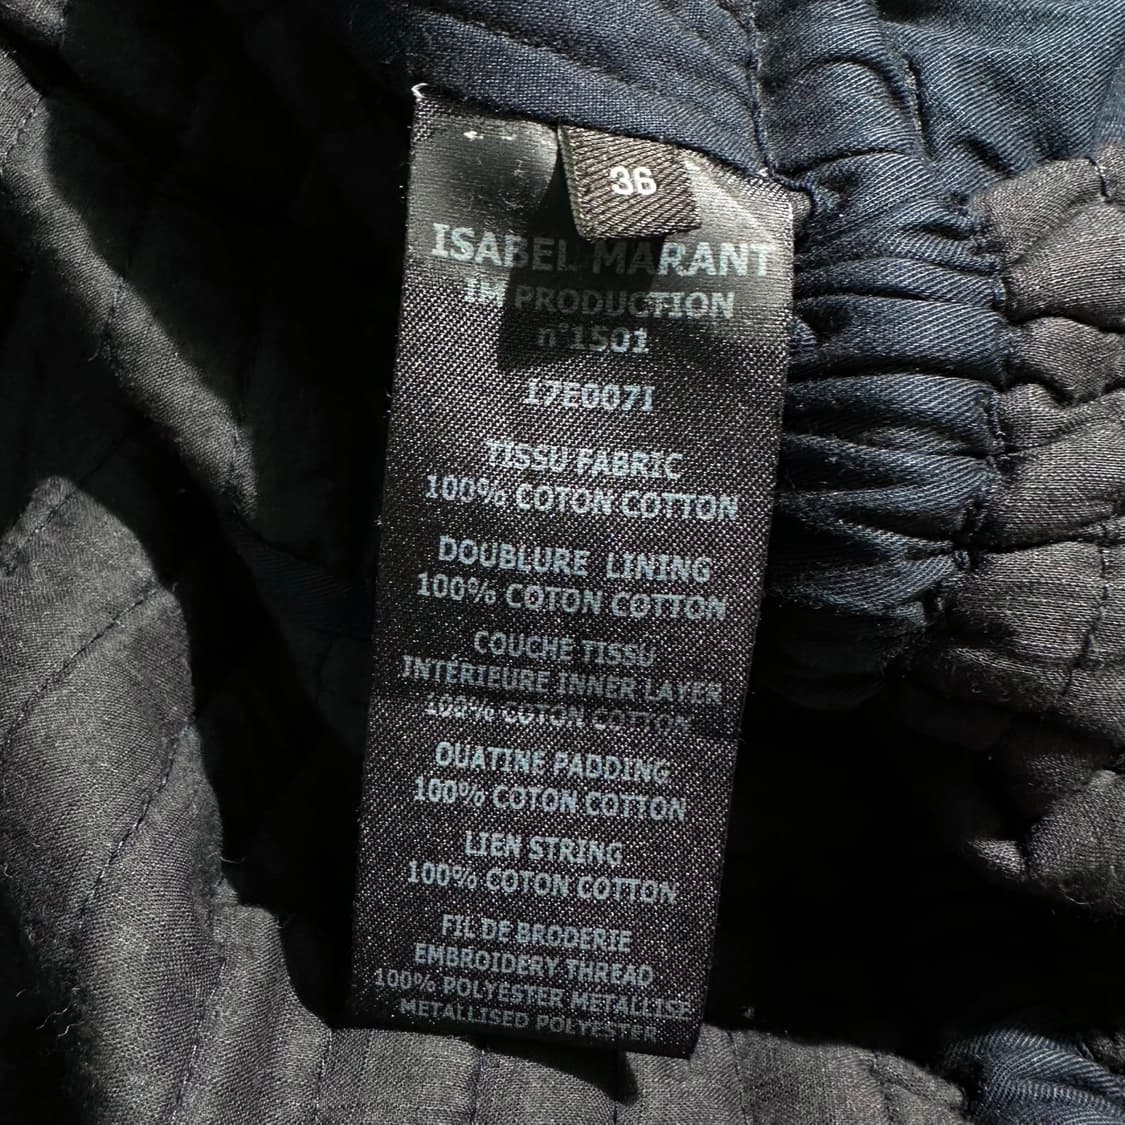 36
ISABEL MARANT
IM PRODUCTION
n°1501
17E007I
TISSU FABRIC
100% COTON COTTON
DOUBLURE LINING
100% COTON COTTON
COUCHE TISSU
INTÉRIEURE INNER LAYER
100% COTON COTTON
OUATINE PADDING
100% COTON COTTON
LIEN STRING
100% COTON COTTON
FIL DE BRODERIE
EMBROIDERY THREAD
100% POLYESTER METALLISE
METALLISED POLYESTER